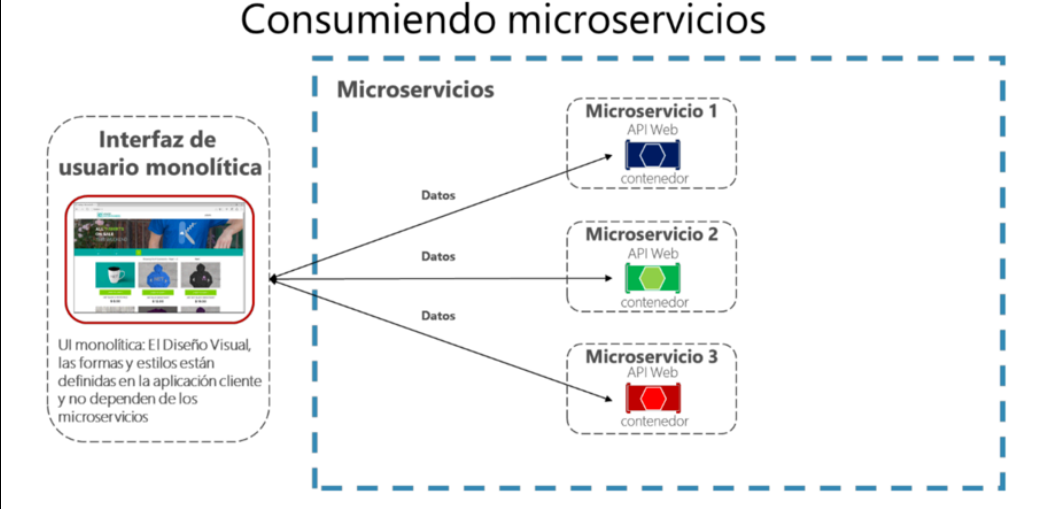 Consumiendo microservicios
Microservicios
Interfaz de
usuario monolítica
UI monolítica: El Diseño Visual,
las formas y estilos están
definidas en la aplicación cliente
y no dependen de los
microservicios
Datos
Datos
Datos
Microservicio 1
API Web
contenedor
Microservicio 2
API Web
contenedor
Microservicio 3
API Web
contenedor